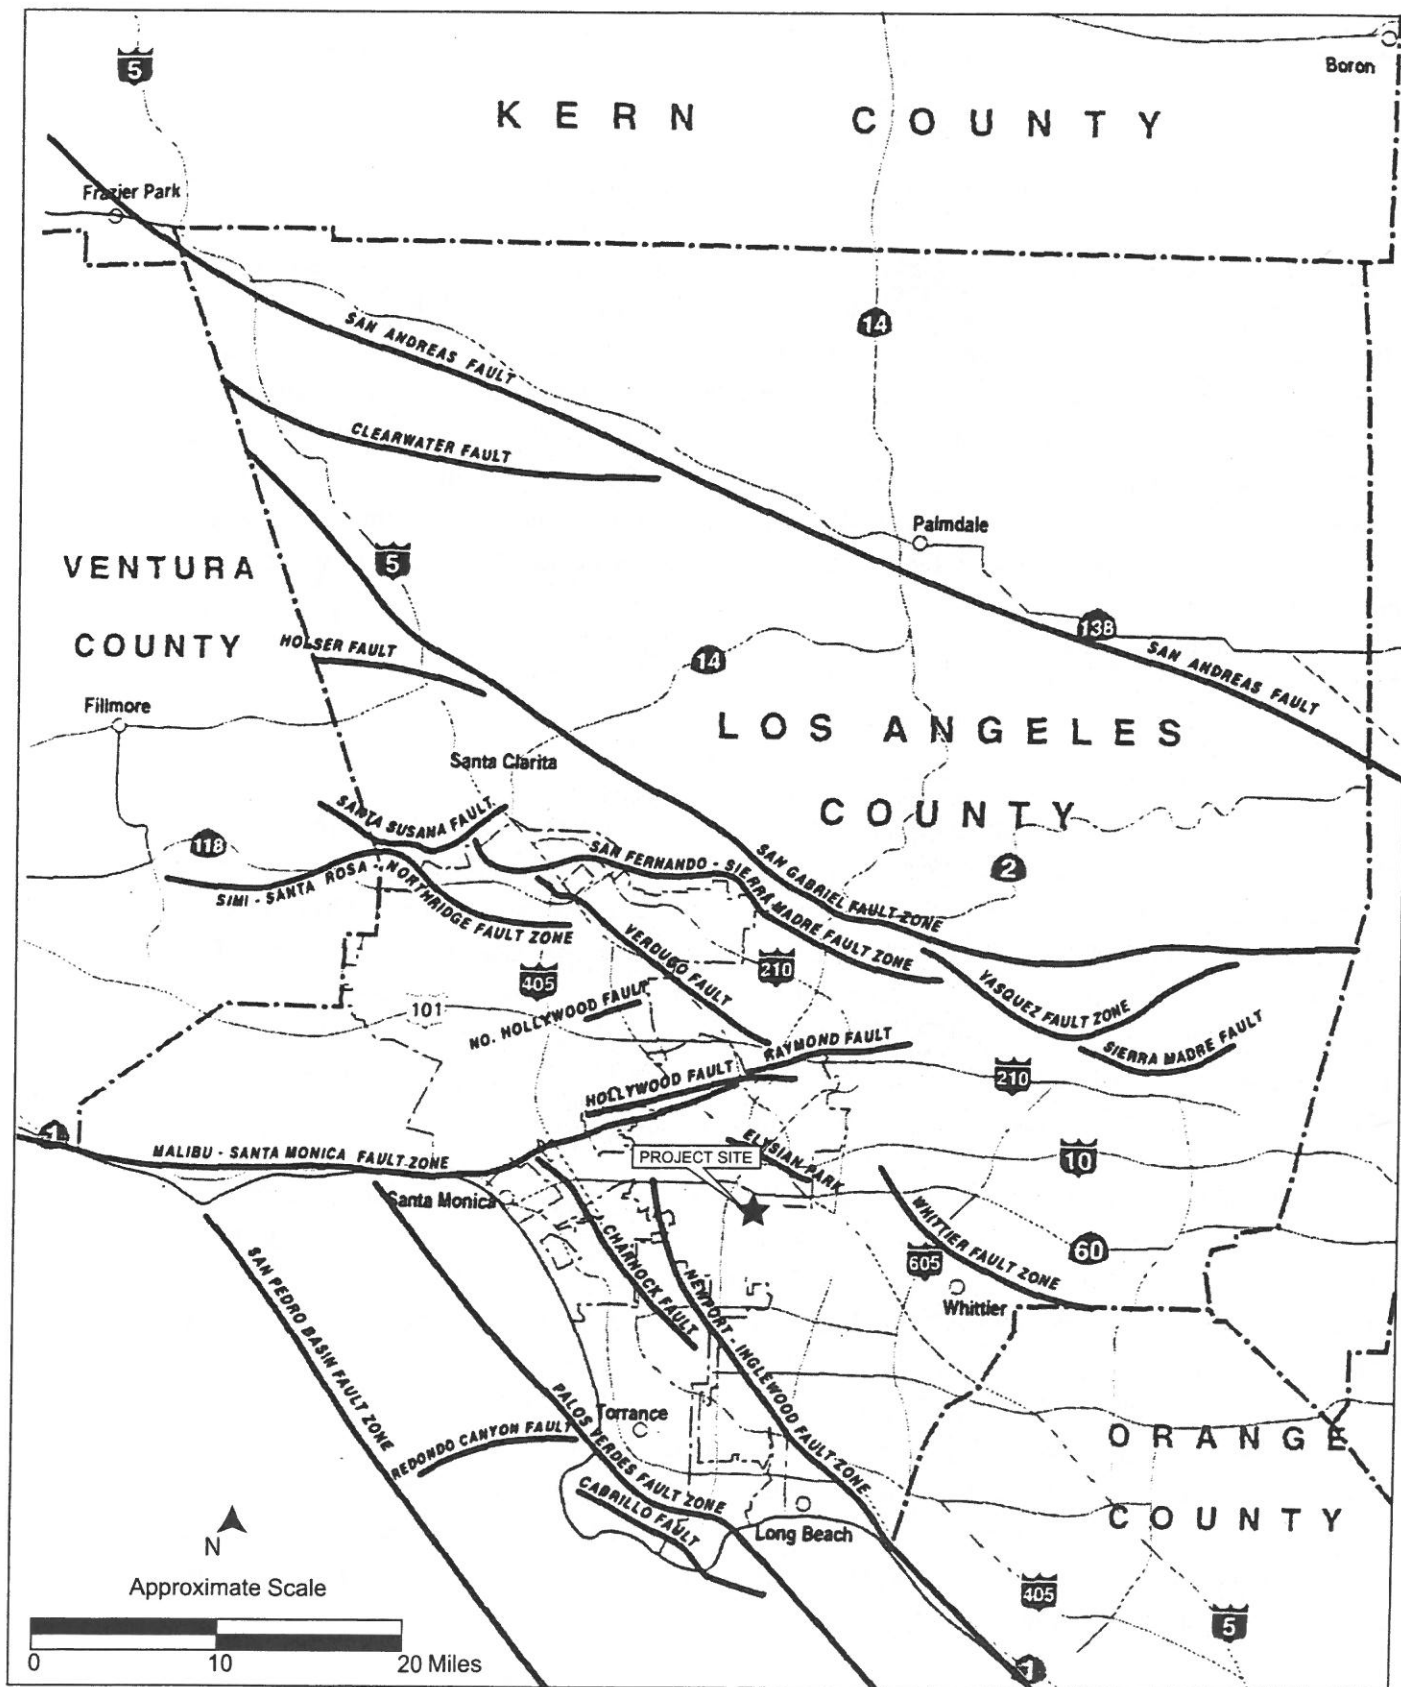 5
Boron
KERN COUNTY
Frazier Park
SAN ANDREAS FAULT
14
CLEARWATER FAULT
Palmdale
5
VENTURA
COUNTY
HOLSER FAULT
138
14
SAN ANDREAS FAULT
Fillmore
LOS ANGELES
COUNTY
Santa Clarita
SANTA SUSANA FAULT
118
SAN FERNANDO - SIERRA MADRE FAULT ZONE
SAN GABRIEL FAULT ZONE
2
SIMI - SANTA ROSA - NORTHRIDGE FAULT ZONE
VERDUGO FAULT
210
405
VASQUEZ FAULT ZONE
101
NO. HOLLYWOOD FAULT
RAYMOND FAULT
SIERRA MADRE FAULT
HOLLYWOOD FAULT
210
1
MALIBU - SANTA MONICA FAULT ZONE
ELYSIAN PARK
PROJECT SITE
10
Santa Monica
WHITTIER FAULT ZONE
CHARNOCK FAULT
60
605
SAN PEDRO BASIN FAULT ZONE
NEWPORT - INGLEWOOD FAULT ZONE
Whittier
PALOS VERDES FAULT ZONE
Torrance
REDONDO CANYON FAULT
ORANGE
COUNTY
CABRILLO FAULT
Long Beach
N
Approximate Scale
405
5
0 10 20 Miles
1